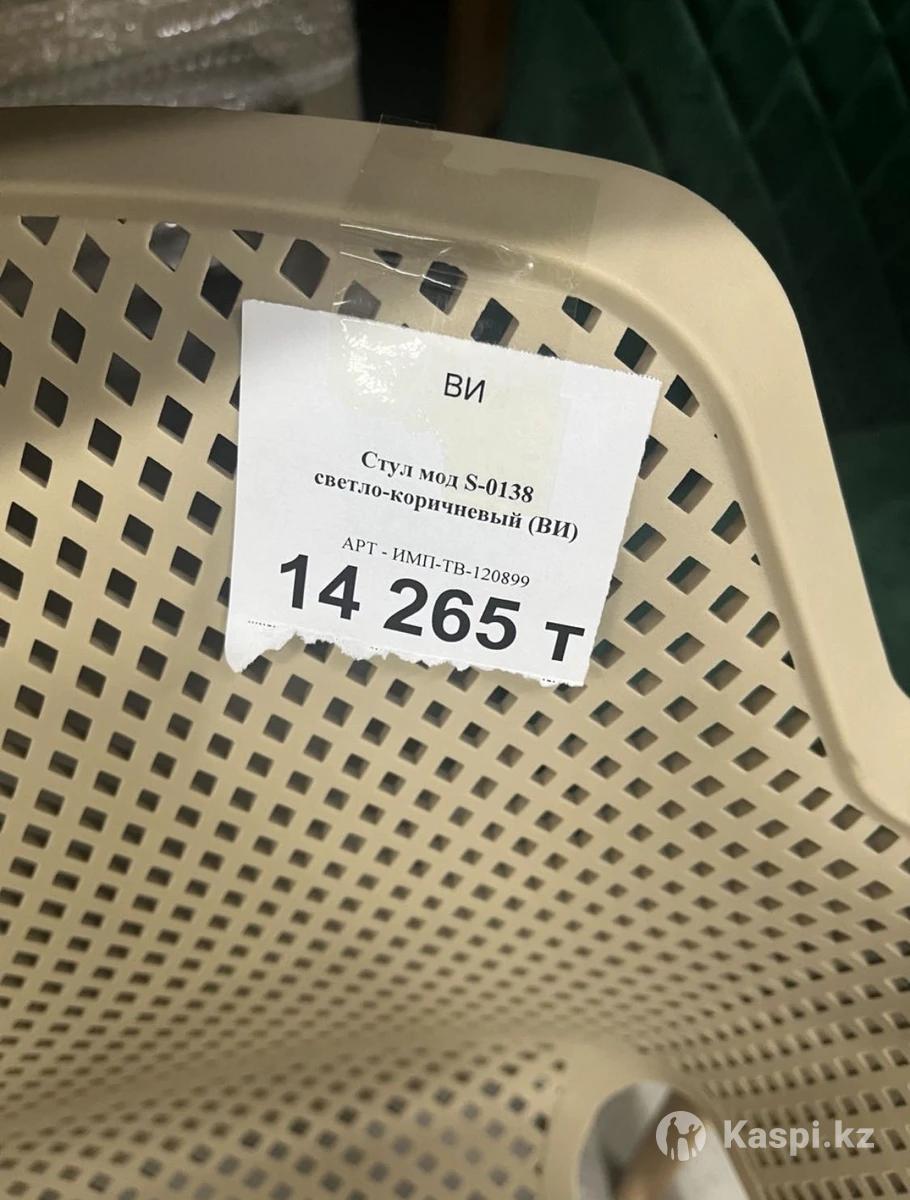 ВИ
Стул мод S-0138
светло-коричневый (ВИ)
АРТ - ИМП-ТВ-120899
14 265 т
Kaspi.kz